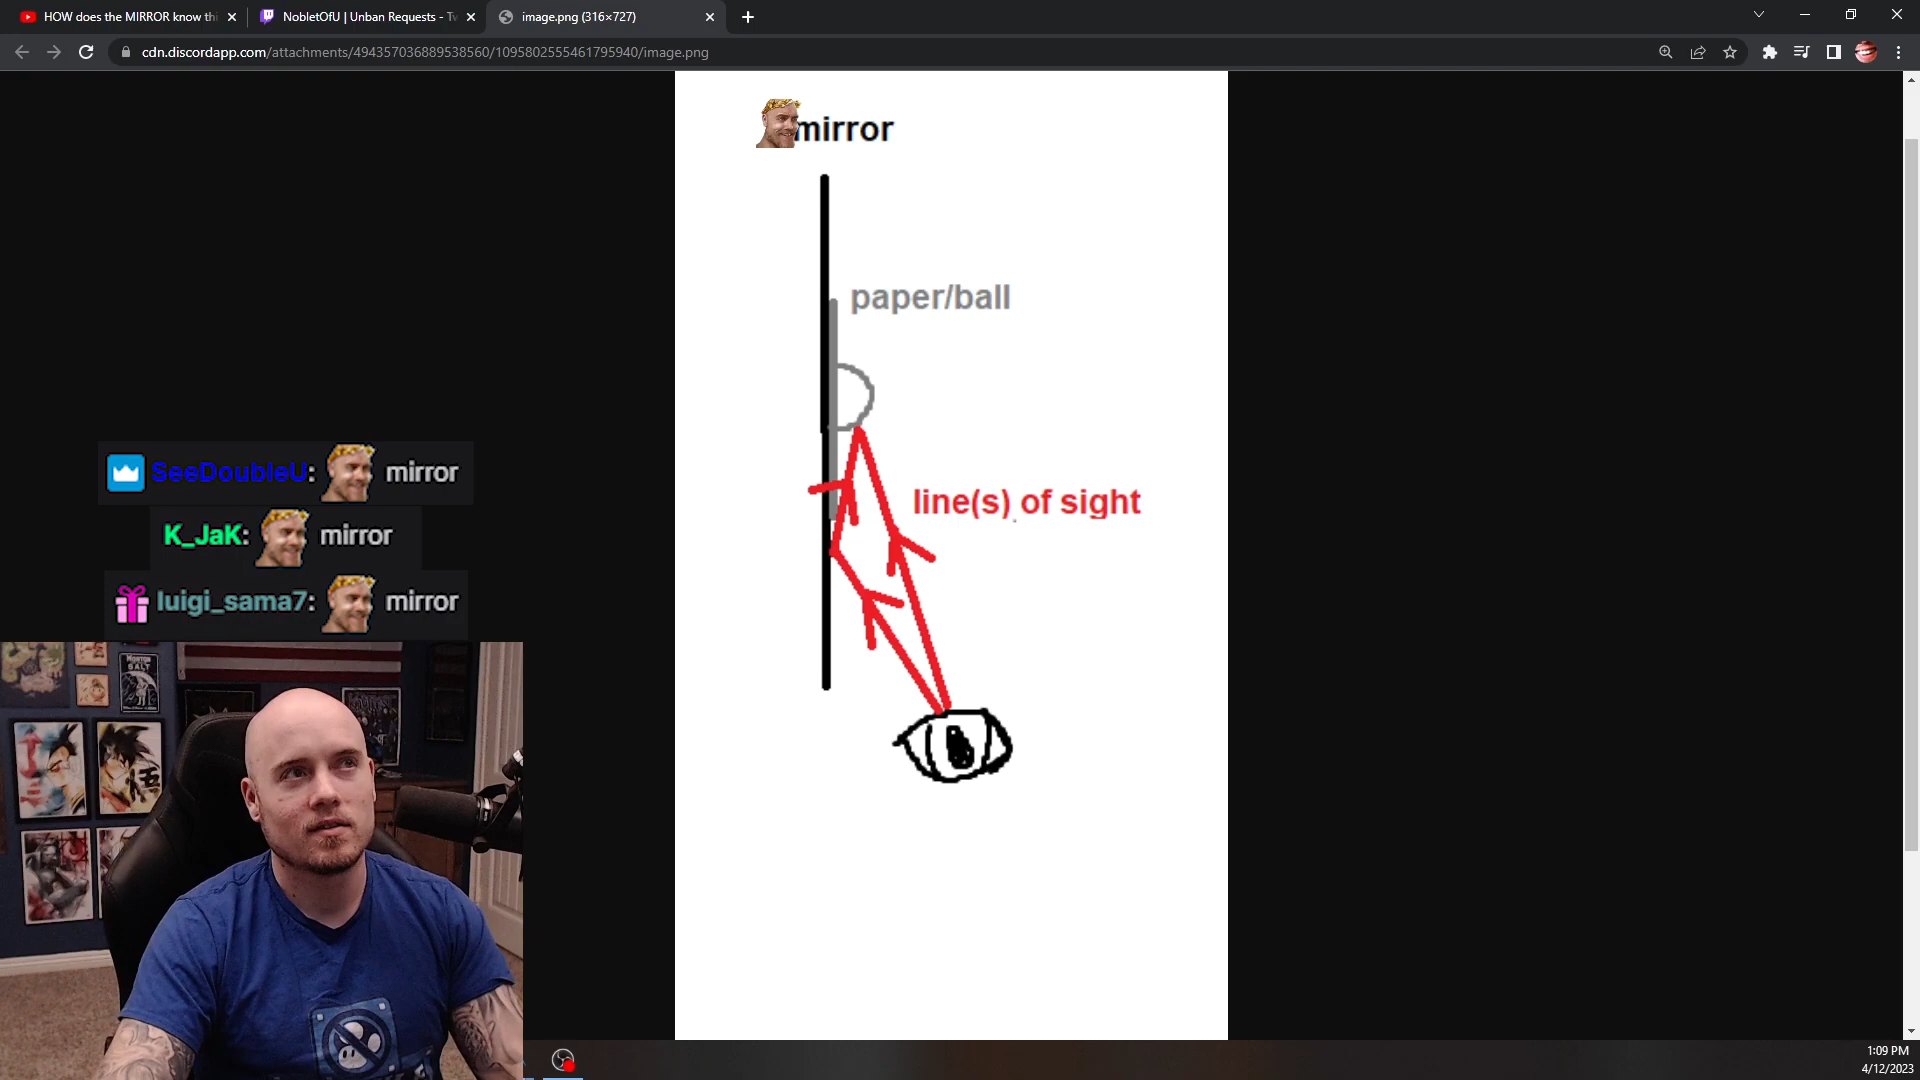 HOW does the MIRROR know thi
NobletOfU | Unban Requests - Tw
image.png (316×727)
cdn.discordapp.com/attachments/494357036889538560/1095802555461795940/image.png
mirror
paper/ball
line(s) of sight
SeeDoubleU: mirror
K_JaK: mirror
luigi_sama7: mirror
MORTON
SALT
1:09 PM
4/12/2023